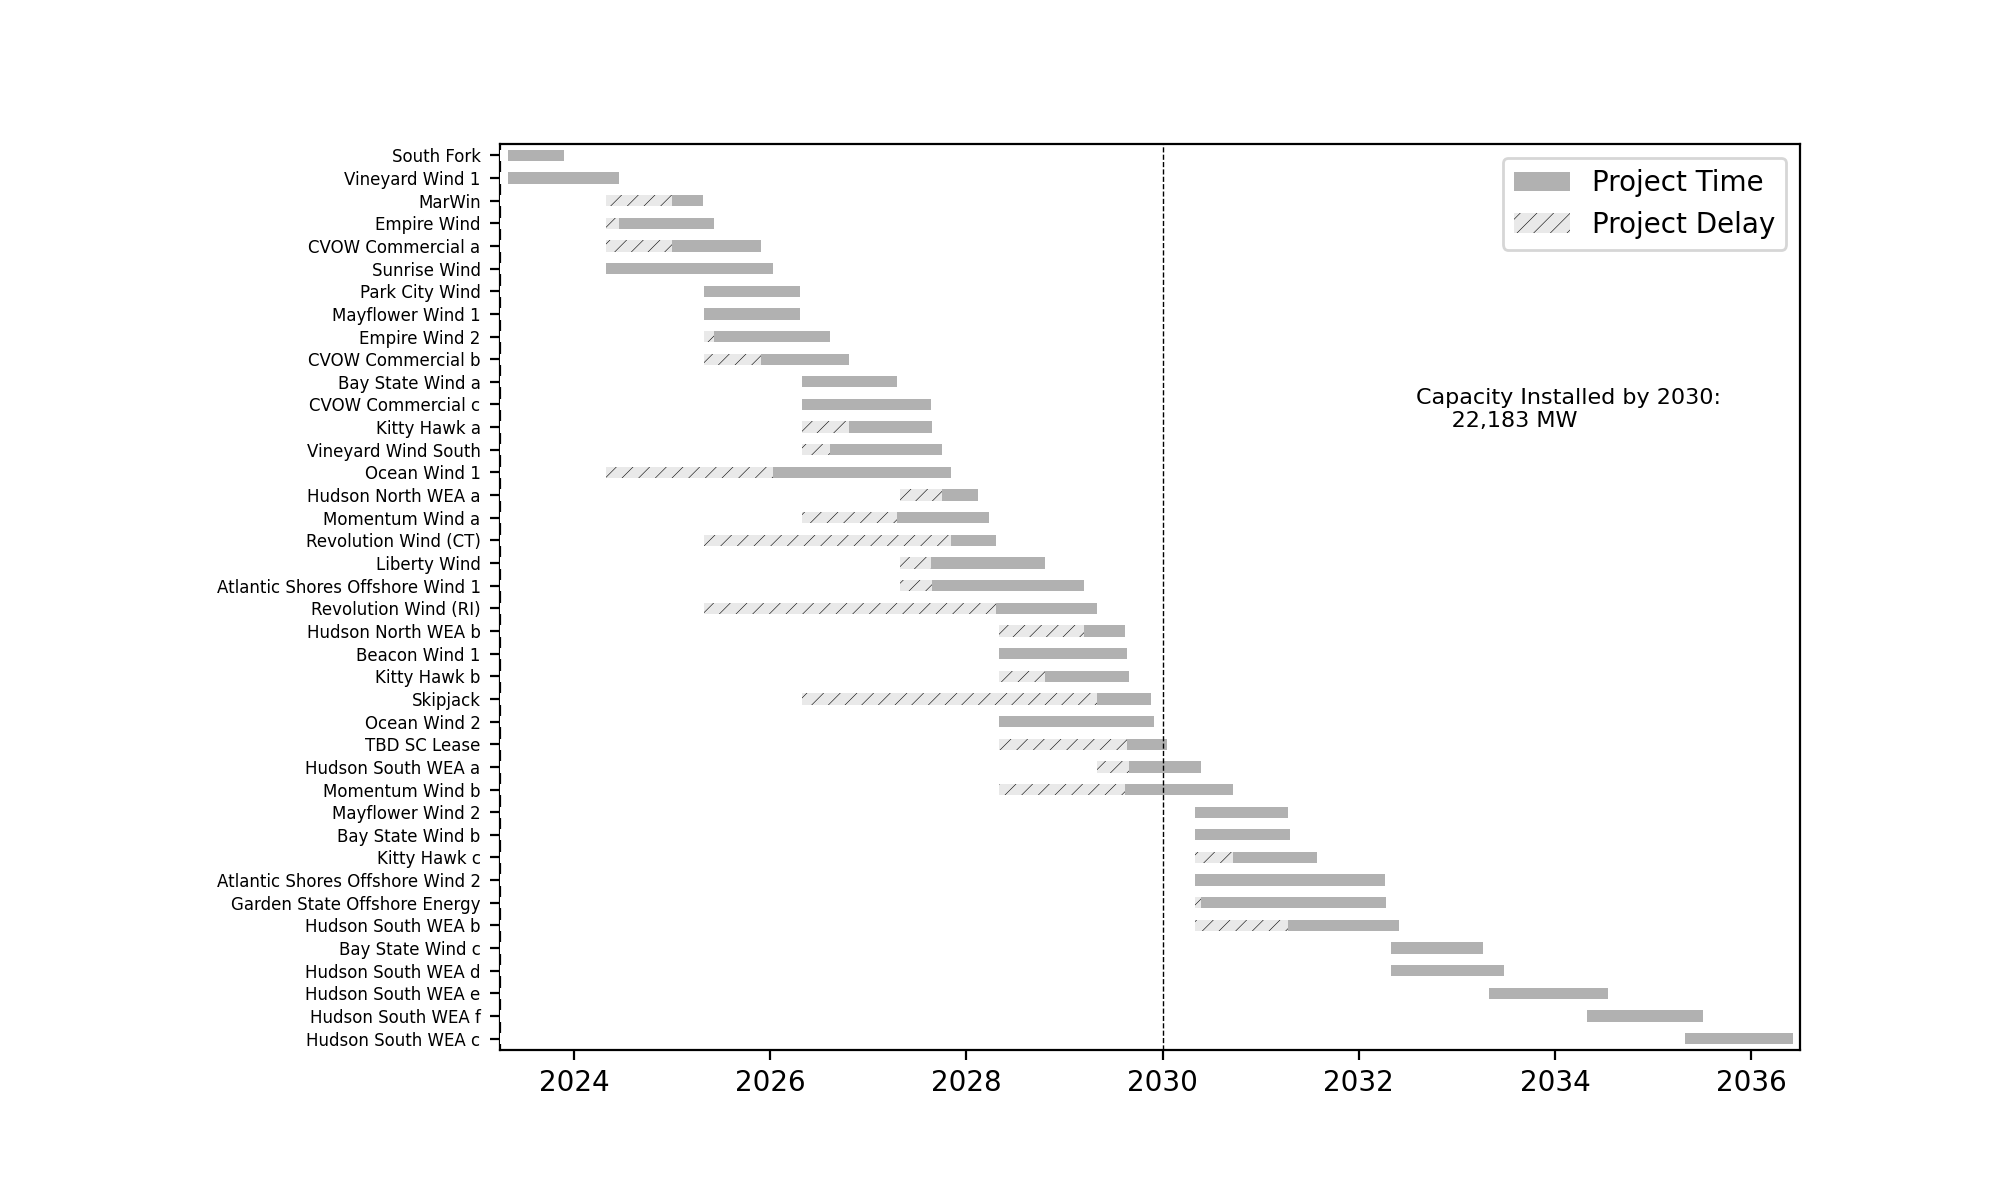 South Fork
Vineyard Wind 1
MarWin
Empire Wind
CVOW Commercial a
Sunrise Wind
Park City Wind
Mayflower Wind 1
Empire Wind 2
CVOW Commercial b
Bay State Wind a
CVOW Commercial c
Kitty Hawk a
Vineyard Wind South
Ocean Wind 1
Hudson North WEA a
Momentum Wind a
Revolution Wind (CT)
Liberty Wind
Atlantic Shores Offshore Wind 1
Revolution Wind (RI)
Hudson North WEA b
Beacon Wind 1
Kitty Hawk b
Skipjack
Ocean Wind 2
TBD SC Lease
Hudson South WEA a
Momentum Wind b
Mayflower Wind 2
Bay State Wind b
Kitty Hawk c
Atlantic Shores Offshore Wind 2
Garden State Offshore Energy
Hudson South WEA b
Bay State Wind c
Hudson South WEA d
Hudson South WEA e
Hudson South WEA f
Hudson South WEA c
Project Time
Project Delay
Capacity Installed by 2030:
22,183 MW
2024 2026 2028 2030 2032 2034 2036